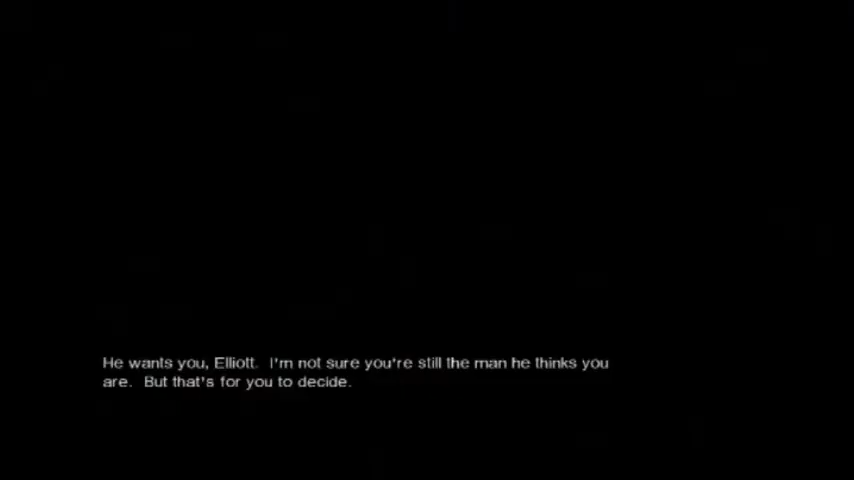 He wants you, Elliott.  I'm not sure you're still the man he thinks you
are.  But that's for you to decide.